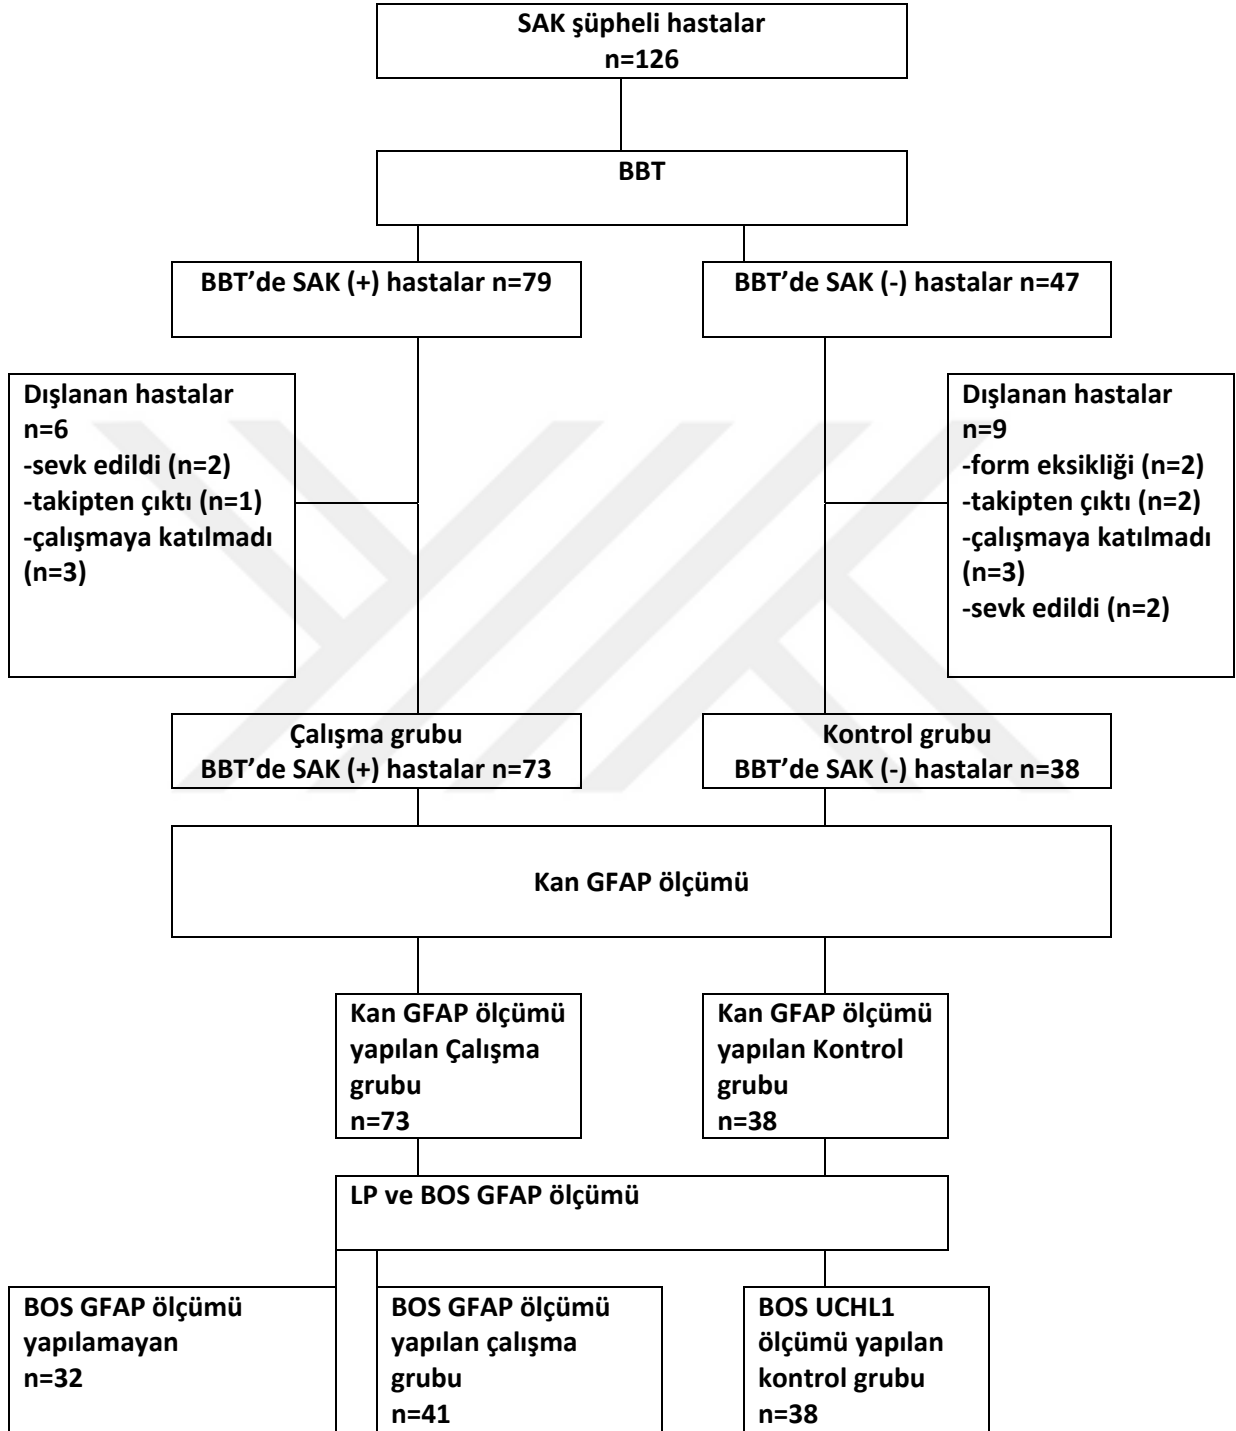 SAK şüpheli hastalar
n=126
BBT
BBT’de SAK (+) hastalar n=79
BBT’de SAK (-) hastalar n=47
Dışlanan hastalar
n=6
-sevk edildi (n=2)
-takipten çıktı (n=1)
-çalışmaya katılmadı
(n=3)
Dışlanan hastalar
n=9
-form eksikliği (n=2)
-takipten çıktı (n=2)
-çalışmaya katılmadı
(n=3)
-sevk edildi (n=2)
Çalışma grubu
BBT’de SAK (+) hastalar n=73
Kontrol grubu
BBT’de SAK (-) hastalar n=38
Kan GFAP ölçümü
Kan GFAP ölçümü
yapılan Çalışma
grubu
n=73
Kan GFAP ölçümü
yapılan Kontrol
grubu
n=38
LP ve BOS GFAP ölçümü
BOS GFAP ölçümü
yapılamayan
n=32
BOS GFAP ölçümü
yapılan çalışma
grubu
n=41
BOS UCHL1
ölçümü yapılan
kontrol grubu
n=38